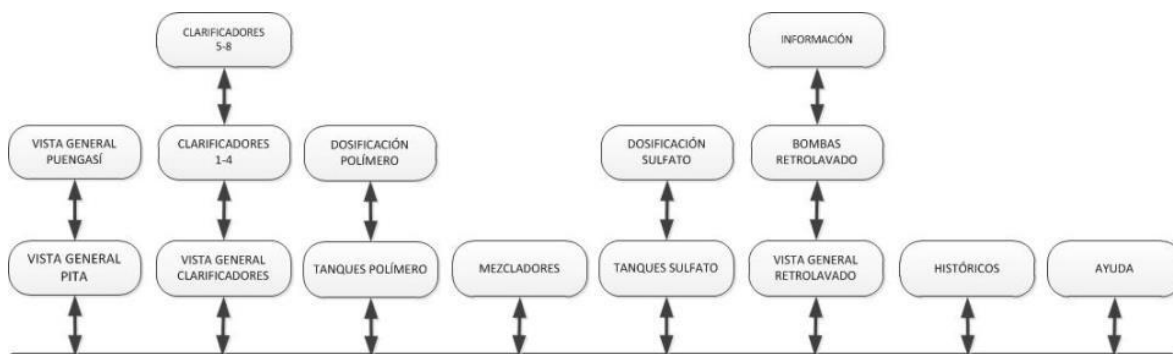 CLARIFICADORES
5-8
INFORMACIÓN
VISTA GENERAL
PUENGASÍ
CLARIFICADORES
1-4
DOSIFICACIÓN
POLÍMERO
DOSIFICACIÓN
SULFATO
BOMBAS
RETROLAVADO
VISTA GENERAL
PITA
VISTA GENERAL
CLARIFICADORES
TANQUES POLÍMERO
MEZCLADORES
TANQUES SULFATO
VISTA GENERAL
RETROLAVADO
HISTÓRICOS
AYUDA